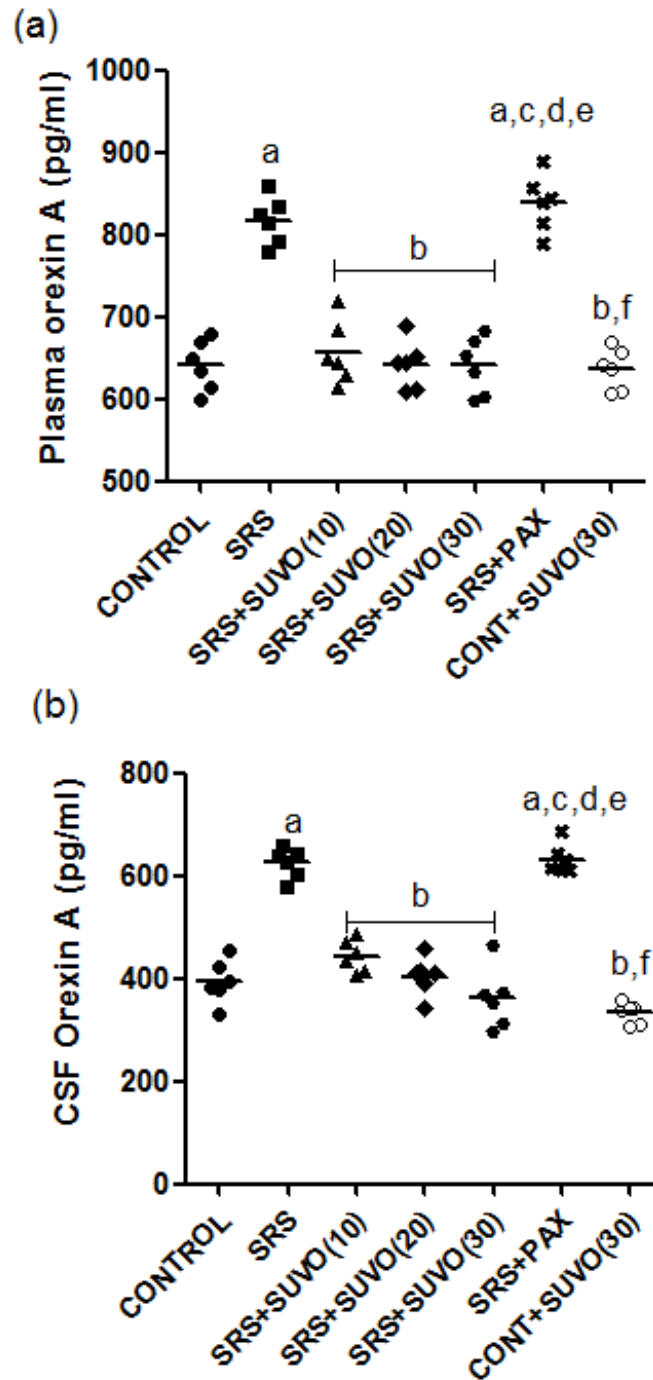 (a)
Plasma orexin A (pg/ml)
1000
900
800
700
600
500
a
b
a,c,d,e
b,f
CONTROL
SRS
SRS+SUVO(10)
SRS+SUVO(20)
SRS+SUVO(30)
SRS+PAX
CONT+SUVO(30)
(b)
CSF Orexin A (pg/ml)
800
600
400
200
0
a
b
a,c,d,e
b,f
CONTROL
SRS
SRS+SUVO(10)
SRS+SUVO(20)
SRS+SUVO(30)
SRS+PAX
CONT+SUVO(30)